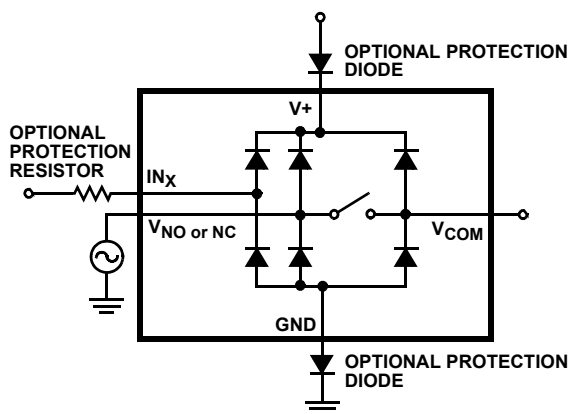 OPTIONAL PROTECTION
DIODE
V+
OPTIONAL
PROTECTION
RESISTOR
INX
VNO or NC
VCOM
GND
OPTIONAL PROTECTION
DIODE